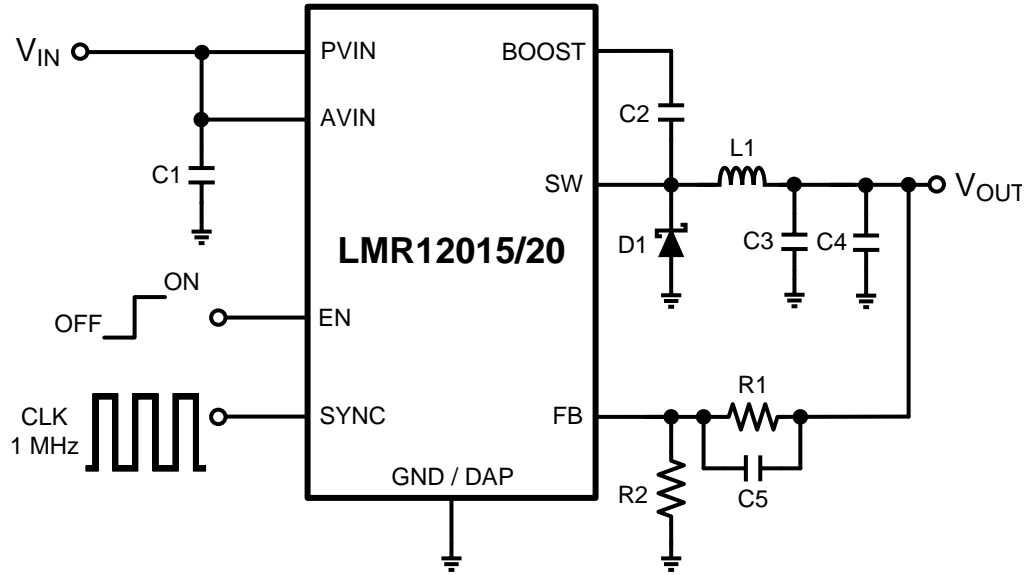 VIN
PVIN
BOOST
AVIN
C2
C1
L1
SW
VOUT
D1
C3
C4
LMR12015/20
ON
OFF
EN
CLK
1 MHz
SYNC
FB
R1
GND / DAP
R2
C5